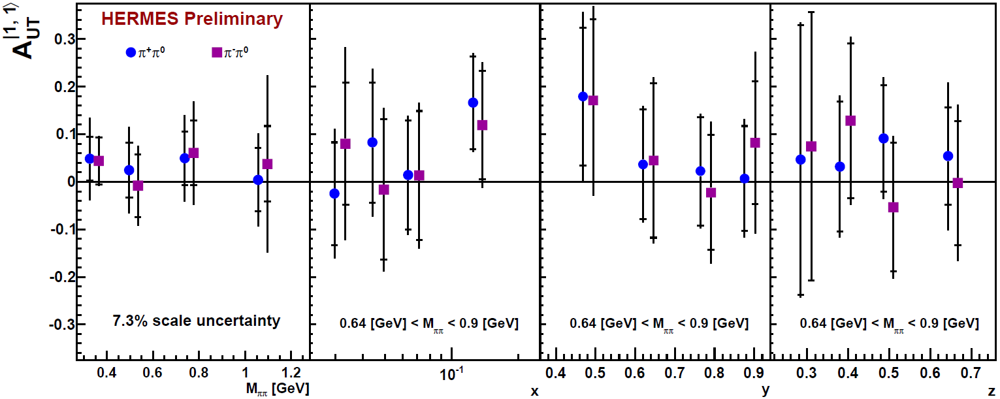 A_UT^|1, 1⟩
HERMES Preliminary
π⁺π⁰ π⁻π⁰
0.3
0.2
0.1
0
-0.1
-0.2
-0.3
7.3% scale uncertainty
0.64 [GeV] < M_ππ < 0.9 [GeV]
0.64 [GeV] < M_ππ < 0.9 [GeV]
0.64 [GeV] < M_ππ < 0.9 [GeV]
0.4 0.6 0.8 1 1.2
M_ππ [GeV]
10⁻¹
x
0.4 0.5 0.6 0.7 0.8 0.9
y
0.3 0.4 0.5 0.6 0.7
z